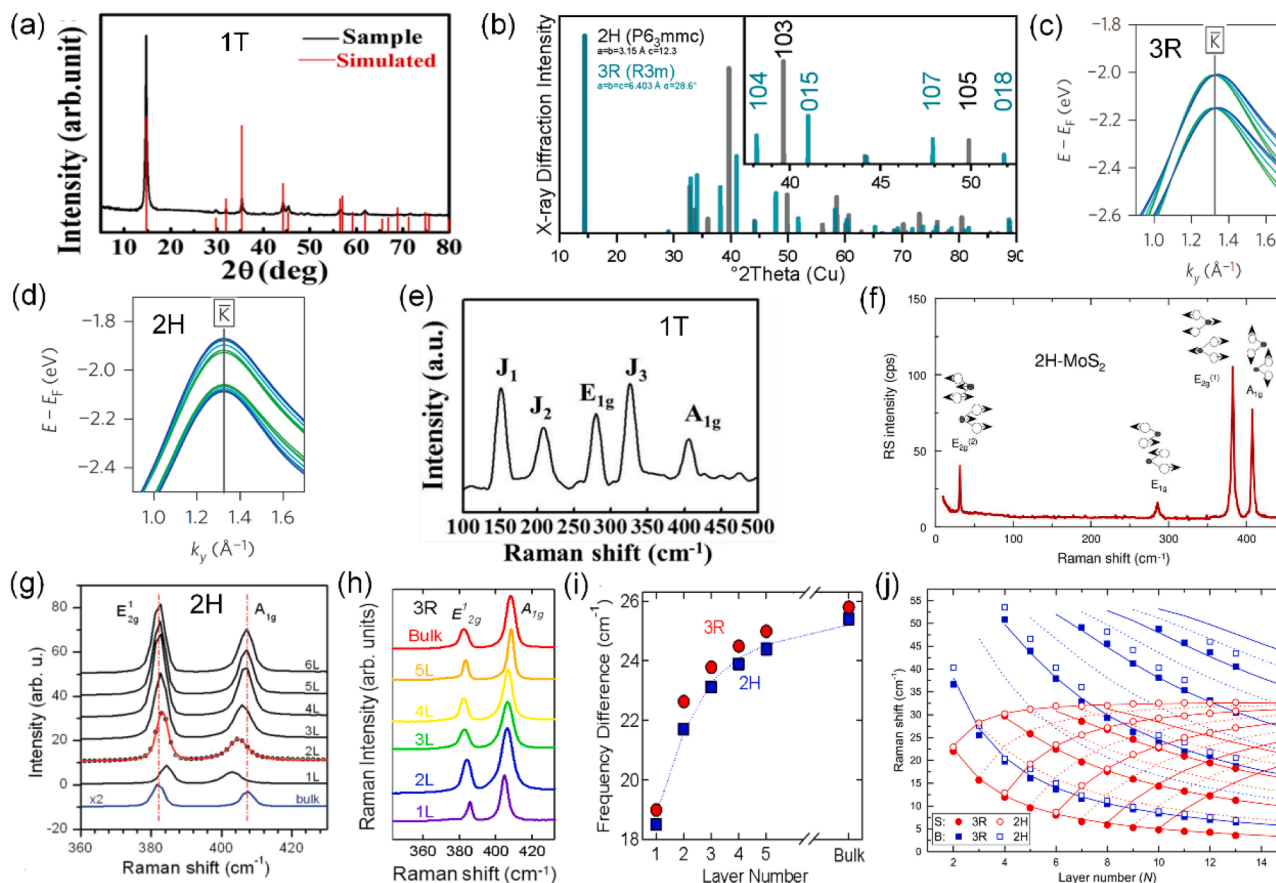 (a)
1T
Sample
Simulated
Intensity (arb.unit)
10 20 30 40 50 60 70 80
2θ(deg)
(b)
2H (P6₃mmc)
a=b=3.15 Å c=12.3
3R (R3m)
a=b=c=6.403 Å α=28.6°
104
103
015
107
105
018
40 45 50
X-ray Diffraction Intensity
10 20 30 40 50 60 70 80 90
°2Theta (Cu)
(c)
3R
K̄
−1.8
−2.0
−2.2
−2.4
−2.6
E − E_F (eV)
1.0 1.2 1.4 1.6
k_y (Å⁻¹)
(d)
2H
K̄
−1.8
−2.0
−2.2
−2.4
E − E_F (eV)
1.0 1.2 1.4 1.6
k_y (Å⁻¹)
(e)
1T
J₁
J₂
E₁g
J₃
A₁g
Intensity (a.u.)
100 150 200 250 300 350 400 450 500
Raman shift (cm⁻¹)
(f)
2H-MoS₂
E₂g⁽²⁾
E₁g
E₂g⁽¹⁾
A₁g
150
125
100
75
50
25
0
RS intensity (cps)
0 100 200 300 400
Raman shift (cm⁻¹)
(g)
2H
E¹₂g
A₁g
80
60
40
20
0
-20
6L
5L
4L
3L
2L
1L
x2
bulk
Intensity (arb. u.)
360 380 400 420
Raman shift (cm⁻¹)
(h)
3R
E¹₂g
A₁g
Bulk
5L
4L
3L
2L
1L
Raman Intensity (arb. units)
360 380 400 420
Raman shift (cm⁻¹)
(i)
3R
2H
26
24
22
20
18
Frequency Difference (cm⁻¹)
1 2 3 4 5 Bulk
Layer Number
(j)
55
50
45
40
35
30
25
20
15
10
5
0
Raman shift (cm⁻¹)
S: 3R 2H
B: 3R 2H
2 4 6 8 10 12 14
Layer number (N)